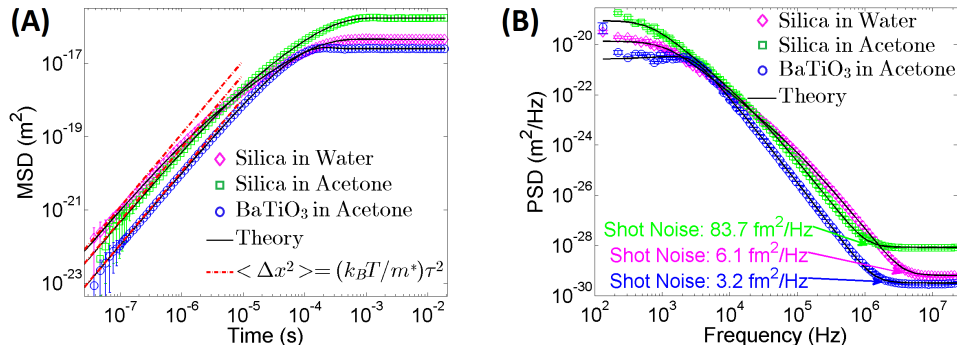 (A)
MSD (m²)
10⁻¹⁷
10⁻¹⁹
10⁻²¹
10⁻²³
Silica in Water
Silica in Acetone
BaTiO₃ in Acetone
Theory
< Δx² >= (k_BT/m*)τ²
10⁻⁷
10⁻⁶
10⁻⁵
10⁻⁴
10⁻³
10⁻²
Time (s)
(B)
PSD (m²/Hz)
10⁻²⁰
10⁻²²
10⁻²⁴
10⁻²⁶
10⁻²⁸
10⁻³⁰
Silica in Water
Silica in Acetone
BaTiO₃ in Acetone
Theory
Shot Noise: 83.7 fm²/Hz
Shot Noise: 6.1 fm²/Hz
Shot Noise: 3.2 fm²/Hz
10²
10³
10⁴
10⁵
10⁶
10⁷
Frequency (Hz)